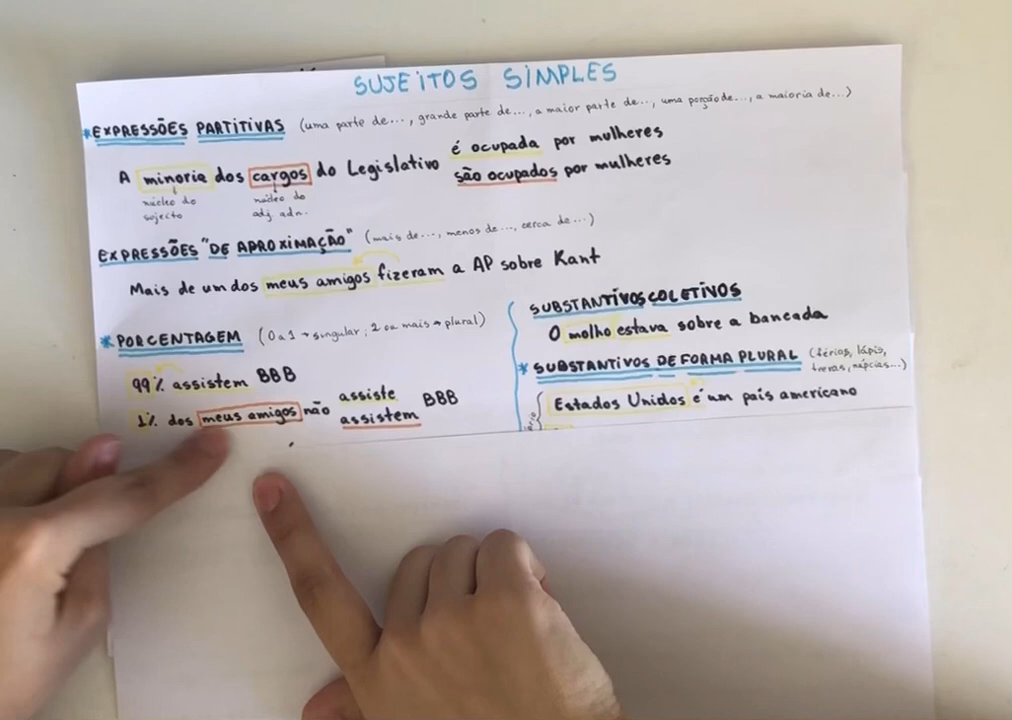 SUJEITOS SIMPLES
*EXPRESSÕES PARTITIVAS (uma parte de..., grande parte de..., a maior parte de..., uma porção de..., a maioria de...)
A minoria dos cargos do Legislativo é ocupada por mulheres
são ocupados por mulheres
núcleo do sujeito
núcleo do adj. adn.
EXPRESSÕES "DE APROXIMAÇÃO" (mais de..., menos de..., cerca de...)
Mais de um dos meus amigos fizeram a AP sobre Kant
*PORCENTAGEM (0 a 1 → singular; 2 ou mais → plural)
99% assistem BBB
1% dos meus amigos não assiste BBB
assistem
SUBSTANTIVOS COLETIVOS
O molho estava sobre a bancada
*SUBSTANTIVOS DE FORMA PLURAL (férias, lápis,
trevas, núpcias...)
Estados Unidos é um país americano